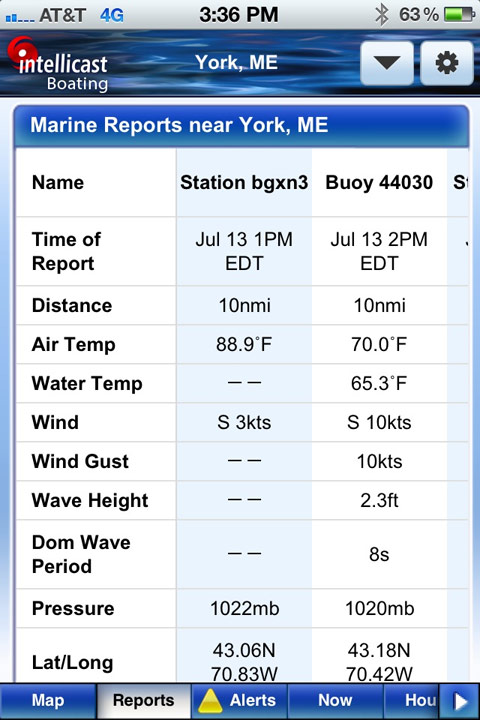 AT&T 4G 3:36 PM 63%
intellicast
Boating
York, ME
Marine Reports near York, ME
Name Station bgxn3 Buoy 44030
Time of
Report
Jul 13 1PM
EDT
Jul 13 2PM
EDT
Distance 10nmi 10nmi
Air Temp 88.9°F 70.0°F
Water Temp — — 65.3°F
Wind S 3kts S 10kts
Wind Gust — — 10kts
Wave Height — — 2.3ft
Dom Wave
Period
— — 8s
Pressure 1022mb 1020mb
Lat/Long
43.06N
70.83W
43.18N
70.42W
Map Reports Alerts Now Hou